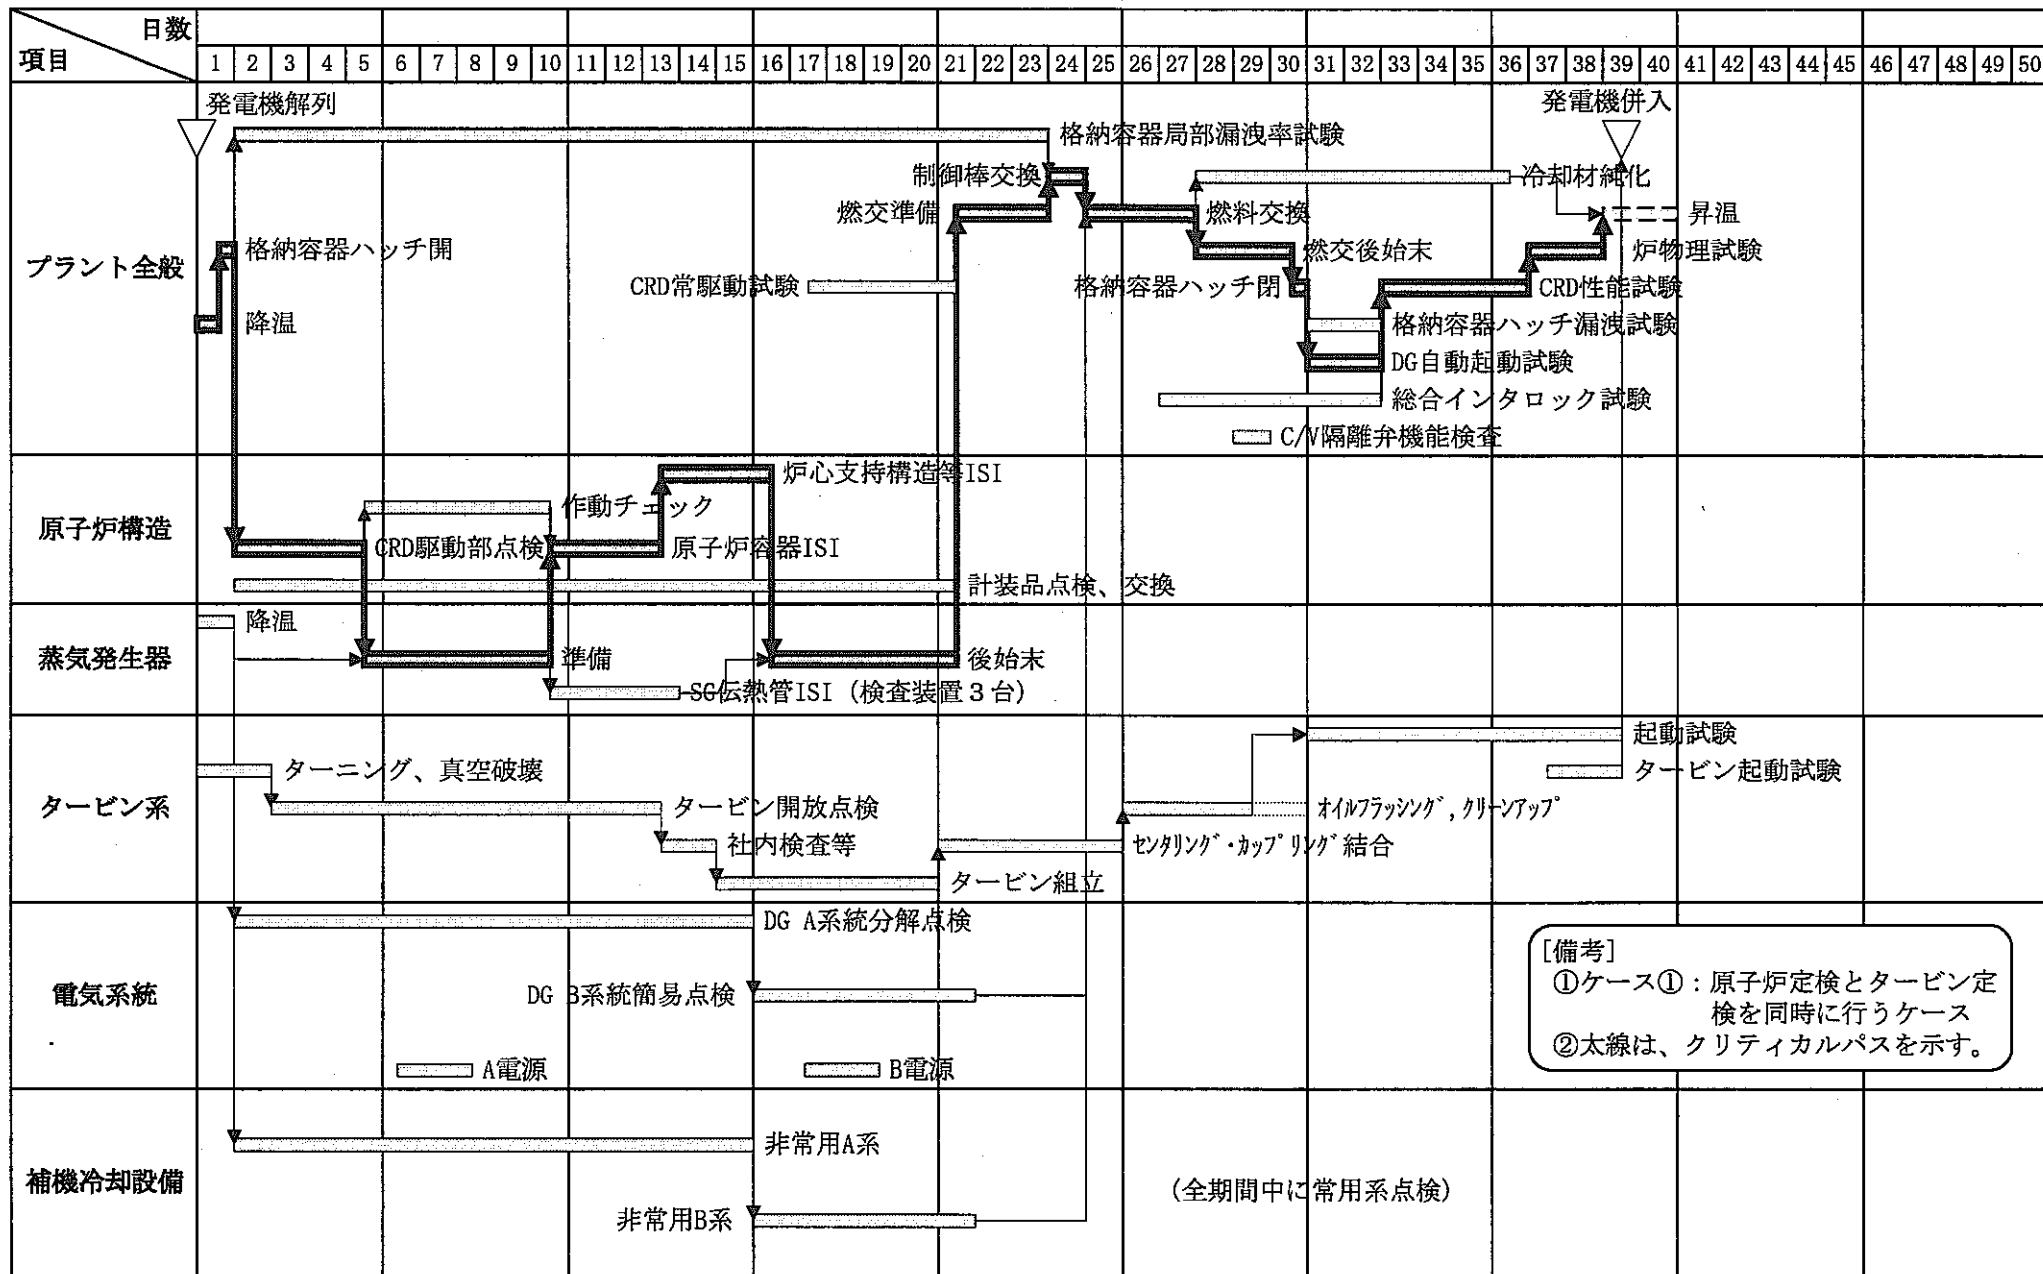 日数
項目
1 2 3 4 5 6 7 8 9 10 11 12 13 14 15 16 17 18 19 20 21 22 23 24 25 26 27 28 29 30 31 32 33 34 35 36 37 38 39 40 41 42 43 44 45 46 47 48 49 50
プラント全般
発電機解列
発電機併入
格納容器局部漏洩率試験
制御棒交換
冷却材純化
燃交準備
燃料交換
昇温
格納容器ハッチ開
燃交後始末
炉物理試験
CRD常駆動試験
格納容器ハッチ閉
CRD性能試験
降温
格納容器ハッチ漏洩試験
DG自動起動試験
総合インタロック試験
C/V隔離弁機能検査
原子炉構造
炉心支持構造等ISI
作動チェック
CRD駆動部点検
原子炉容器ISI
計装品点検、交換
蒸気発生器
降温
準備
後始末
SG伝熱管ISI（検査装置３台）
タービン系
起動試験
ターニング、真空破壊
タービン起動試験
タービン開放点検
ｵｲﾙﾌﾗｯｼﾝｸﾞ,ｸﾘｰﾝｱｯﾌﾟ
社内検査等
ｾﾝﾀﾘﾝｸﾞ・ｶｯﾌﾟﾘﾝｸﾞ結合
タービン組立
電気系統
DG A系統分解点検
DG B系統簡易点検
A電源
B電源
[備考]
①ケース①：原子炉定検とタービン定
検を同時に行うケース
②太線は、クリティカルパスを示す。
補機冷却設備
非常用A系
(全期間中に常用系点検)
非常用B系